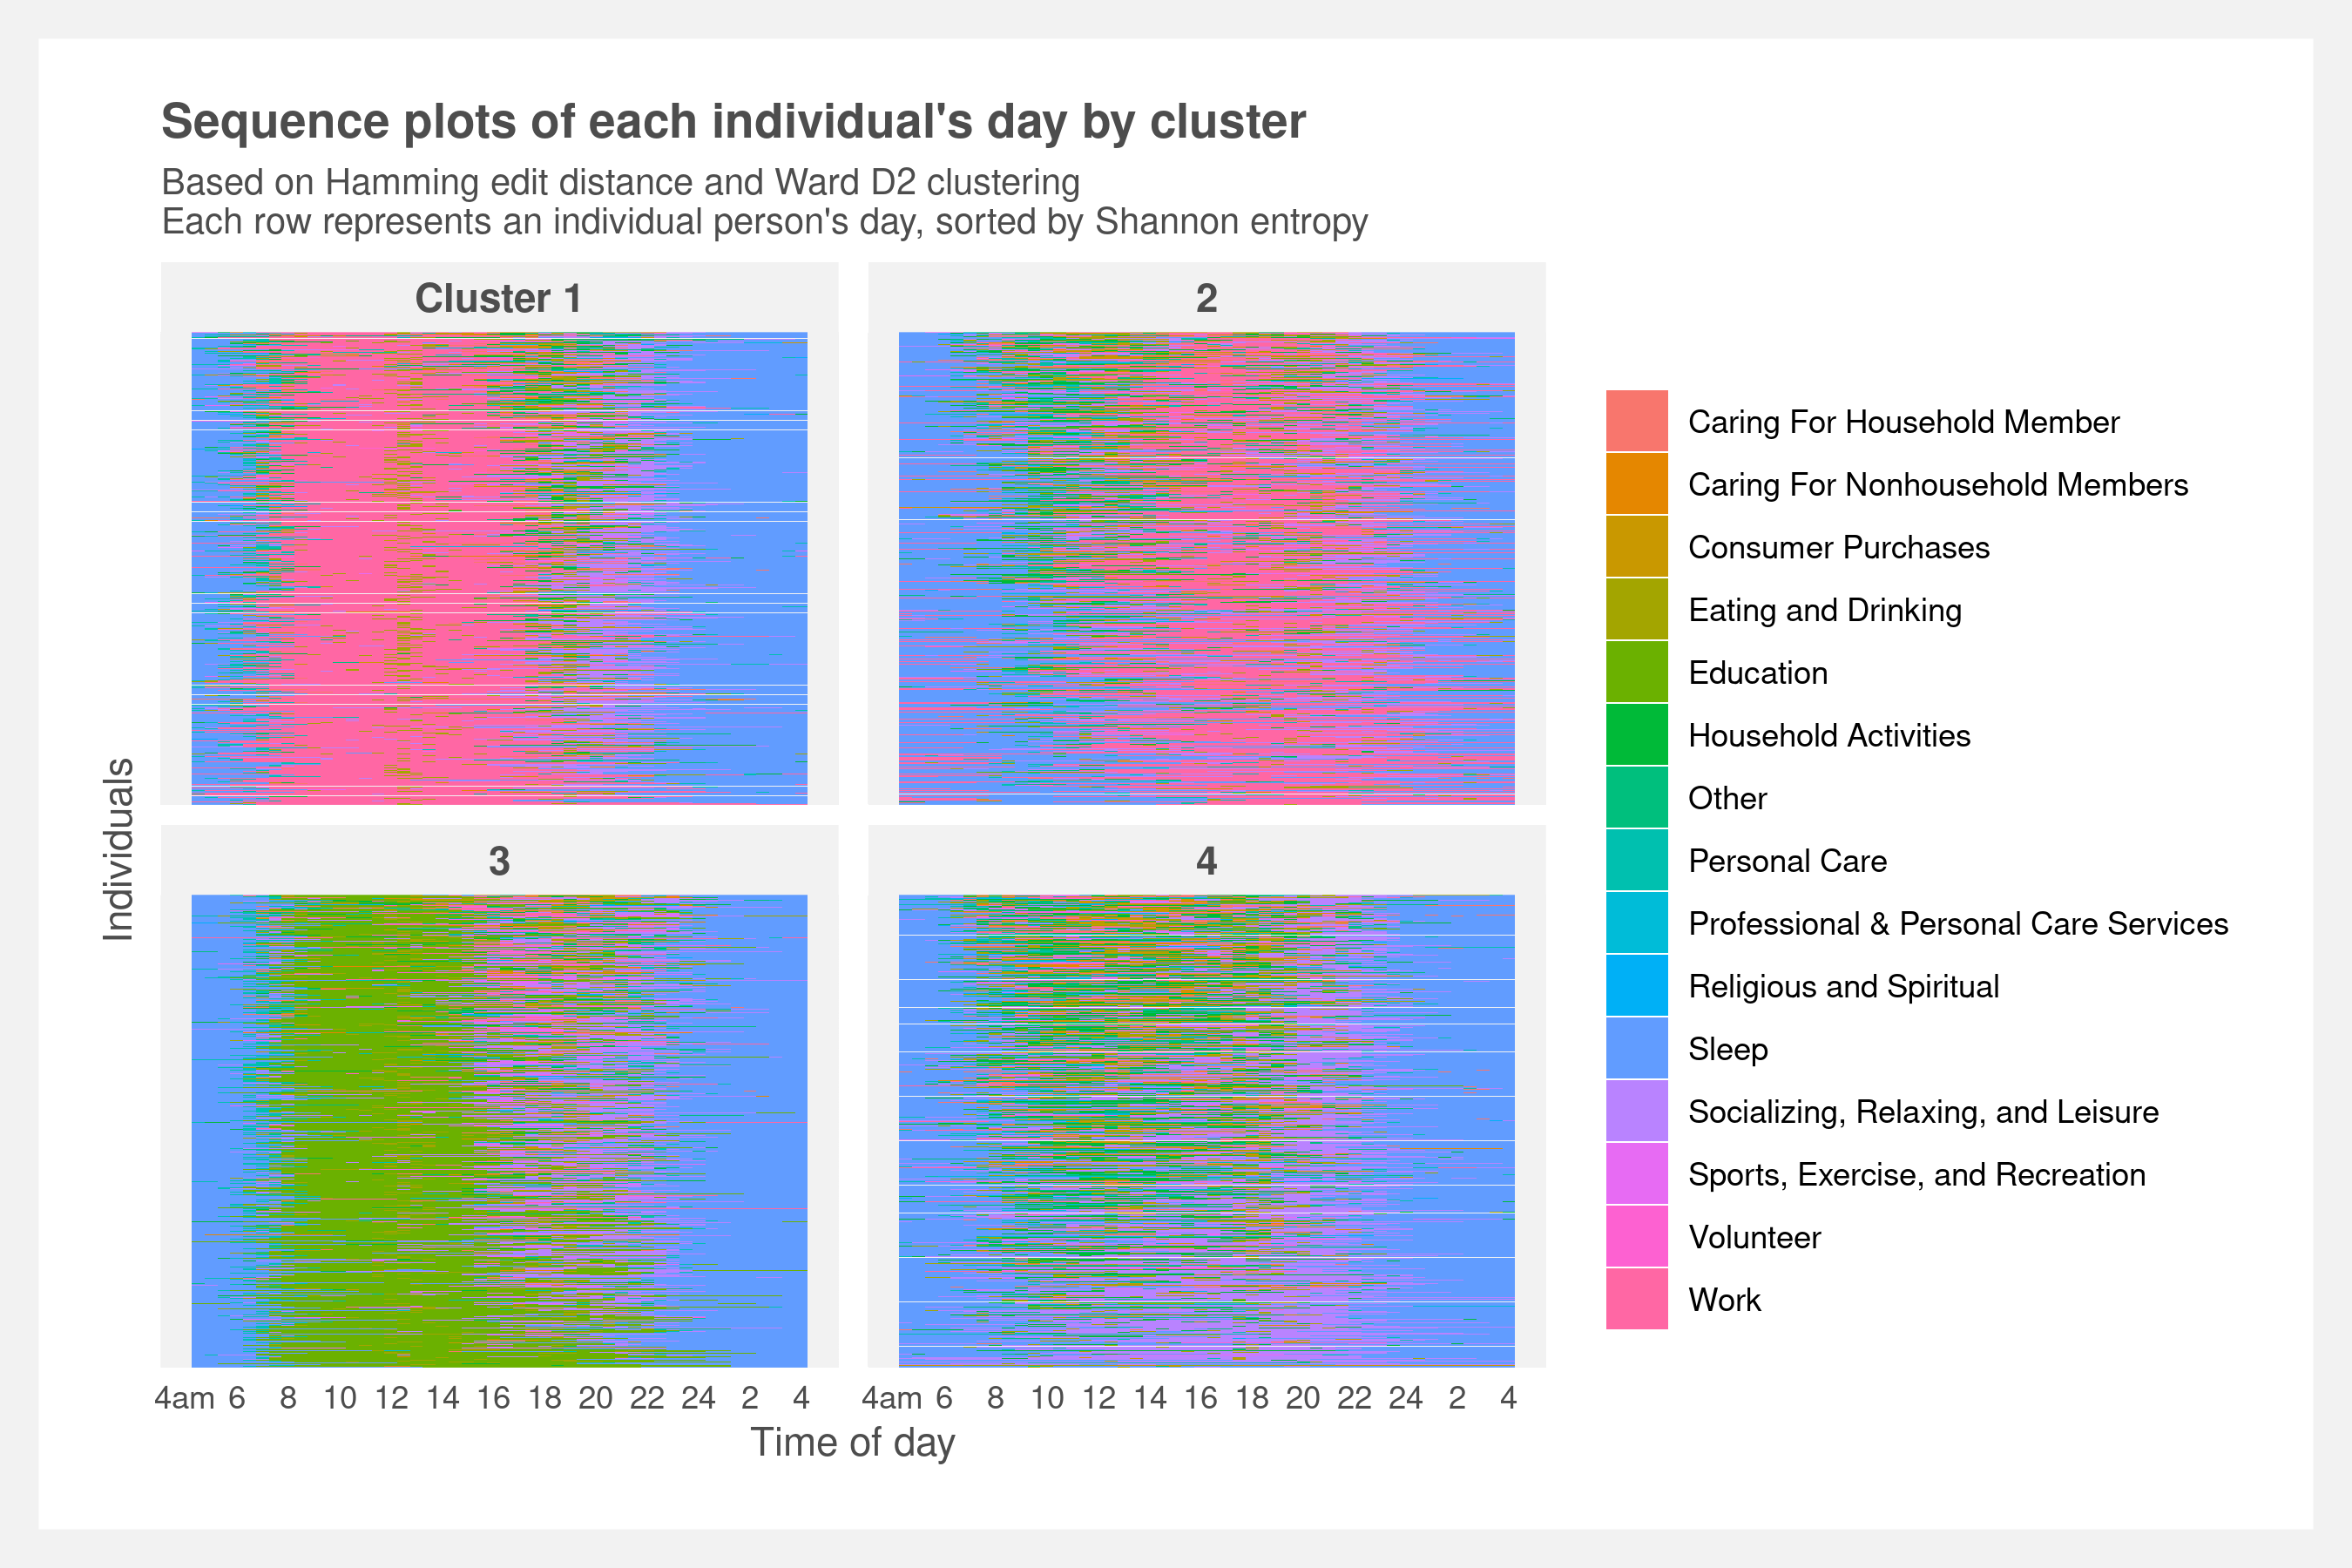 Sequence plots of each individual's day by cluster
Based on Hamming edit distance and Ward D2 clustering
Each row represents an individual person's day, sorted by Shannon entropy
Cluster 1
2
3
4
Individuals
4am 6 8 10 12 14 16 18 20 22 24 2 4
4am 6 8 10 12 14 16 18 20 22 24 2 4
Time of day
Caring For Household Member
Caring For Nonhousehold Members
Consumer Purchases
Eating and Drinking
Education
Household Activities
Other
Personal Care
Professional & Personal Care Services
Religious and Spiritual
Sleep
Socializing, Relaxing, and Leisure
Sports, Exercise, and Recreation
Volunteer
Work